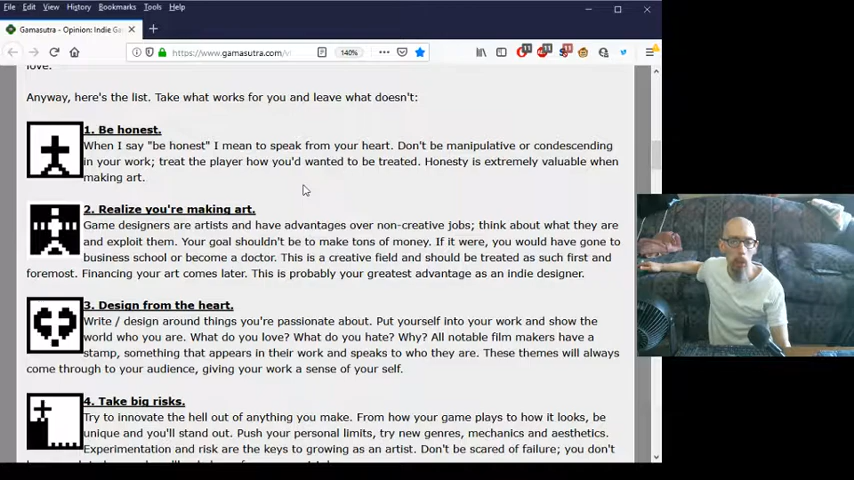 File Edit View History Bookmarks Tools Help
Gamasutra - Opinion: Indie Ga
https://www.gamasutra.com/v
140%
love.
Anyway, here's the list. Take what works for you and leave what doesn't:
1. Be honest.
When I say "be honest" I mean to speak from your heart. Don't be manipulative or condescending
in your work; treat the player how you'd wanted to be treated. Honesty is extremely valuable when
making art.
2. Realize you're making art.
Game designers are artists and have advantages over non-creative jobs; think about what they are
and exploit them. Your goal shouldn't be to make tons of money. If it were, you would have gone to
business school or become a doctor. This is a creative field and should be treated as such first and
foremost. Financing your art comes later. This is probably your greatest advantage as an indie designer.
3. Design from the heart.
Write / design around things you're passionate about. Put yourself into your work and show the
world who you are. What do you love? What do you hate? Why? All notable film makers have a
stamp, something that appears in their work and speaks to who they are. These themes will always
come through to your audience, giving your work a sense of your self.
4. Take big risks.
Try to innovate the hell out of anything you make. From how your game plays to how it looks, be
unique and you'll stand out. Push your personal limits, try new genres, mechanics and aesthetics.
Experimentation and risk are the keys to growing as an artist. Don't be scared of failure; you don't